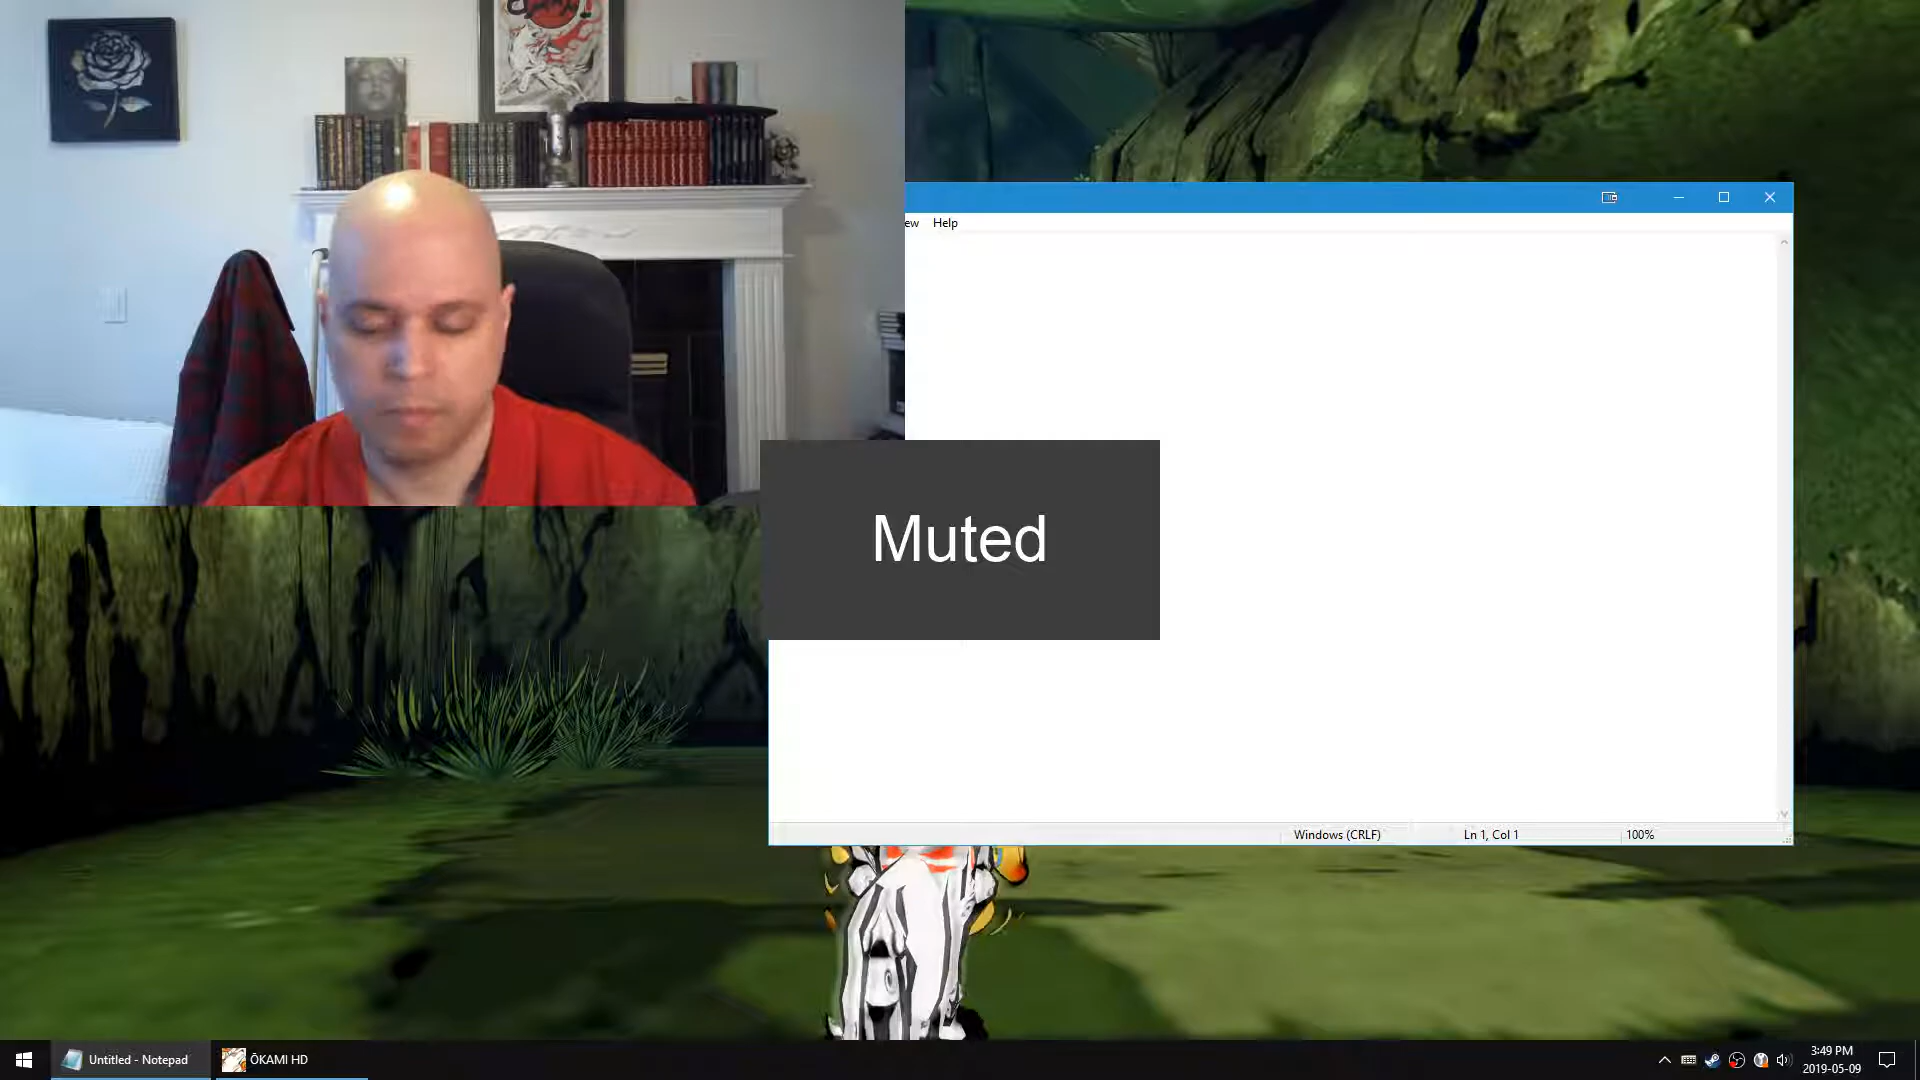 ew Help
Muted
Windows (CRLF) Ln 1, Col 1 100%
Untitled - Notepad ŌKAMI HD 3:49 PM
2019-05-09